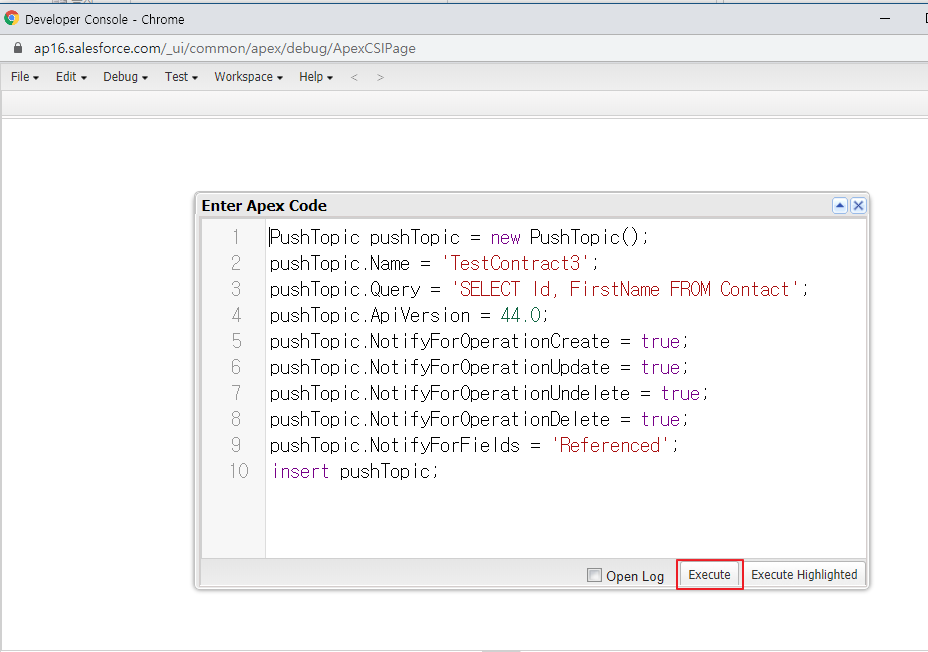 Developer Console - Chrome
ap16.salesforce.com/_ui/common/apex/debug/ApexCSIPage
File Edit Debug Test Workspace Help < >
Enter Apex Code
1 PushTopic pushTopic = new PushTopic();
2 pushTopic.Name = 'TestContract3';
3 pushTopic.Query = 'SELECT Id, FirstName FROM Contact';
4 pushTopic.ApiVersion = 44.0;
5 pushTopic.NotifyForOperationCreate = true;
6 pushTopic.NotifyForOperationUpdate = true;
7 pushTopic.NotifyForOperationUndelete = true;
8 pushTopic.NotifyForOperationDelete = true;
9 pushTopic.NotifyForFields = 'Referenced';
10 insert pushTopic;
Open Log Execute Execute Highlighted